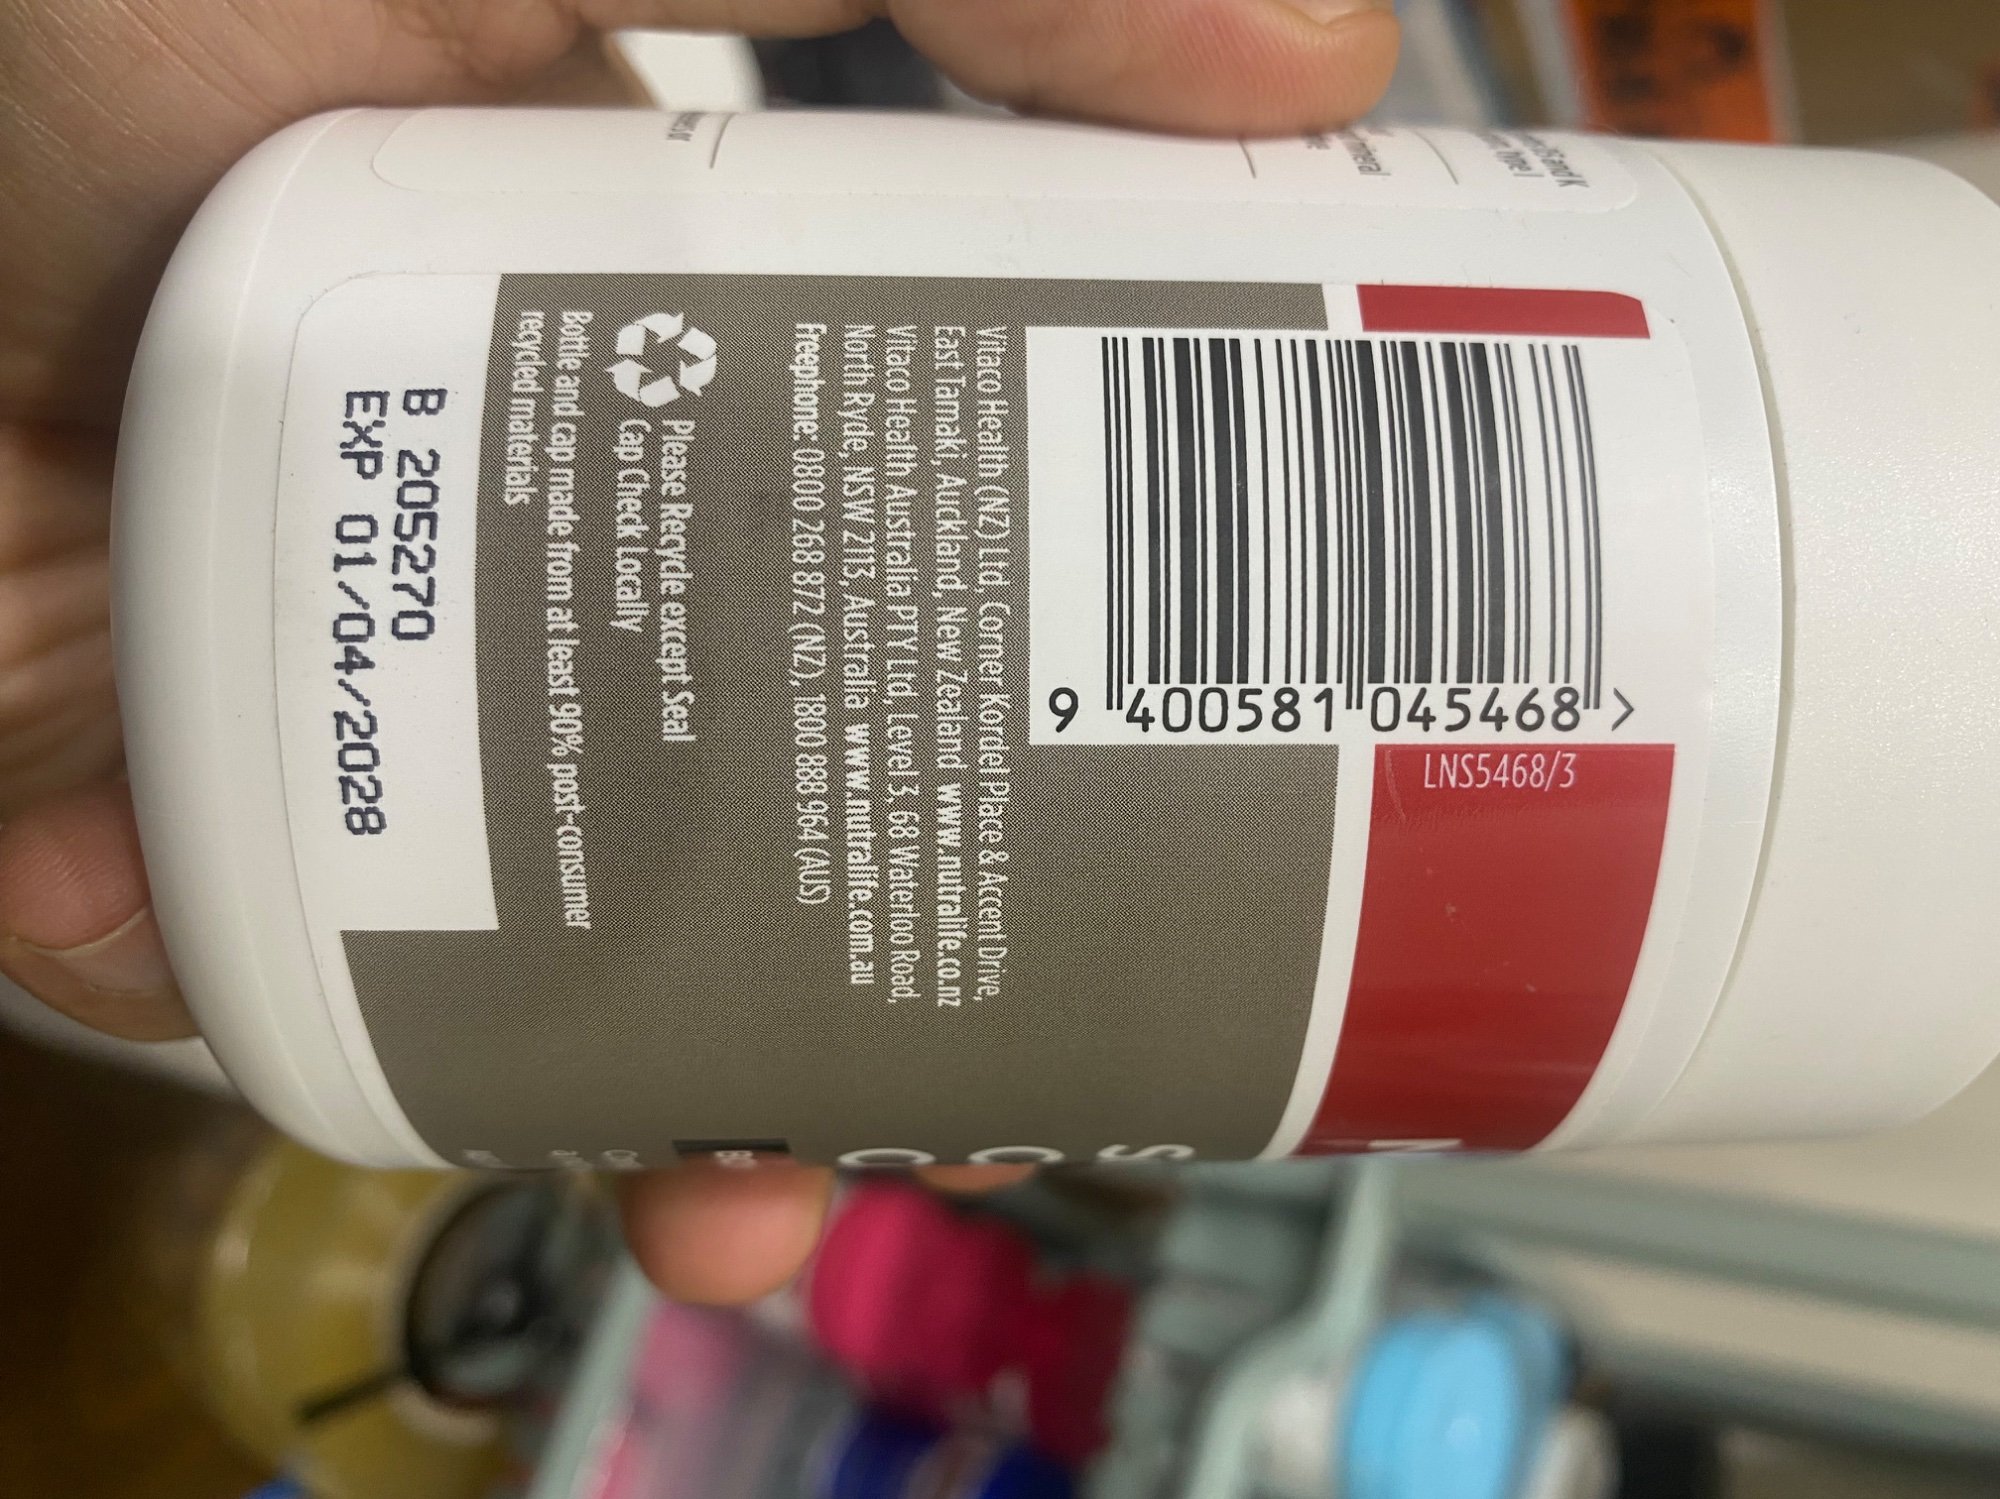 LNS5468/3
9 400581 045468 >
Vitaco Health (NZ) Ltd, Corner Kordel Place & Accent Drive,
East Tamaki, Auckland, New Zealand www.nutralife.co.nz
Vitaco Health Australia PTY Ltd, Level 3, 68 Waterloo Road,
North Ryde, NSW 2113, Australia www.nutralife.com.au
Freephone: 0800 268 872 (NZ), 1800 888 964 (AUS)
Please Recycle except Seal
Cap Check Locally
Bottle and cap made from at least 90% post-consumer
recycled materials
B 205270
EXP 01/04/2028
and K
type I
mineral